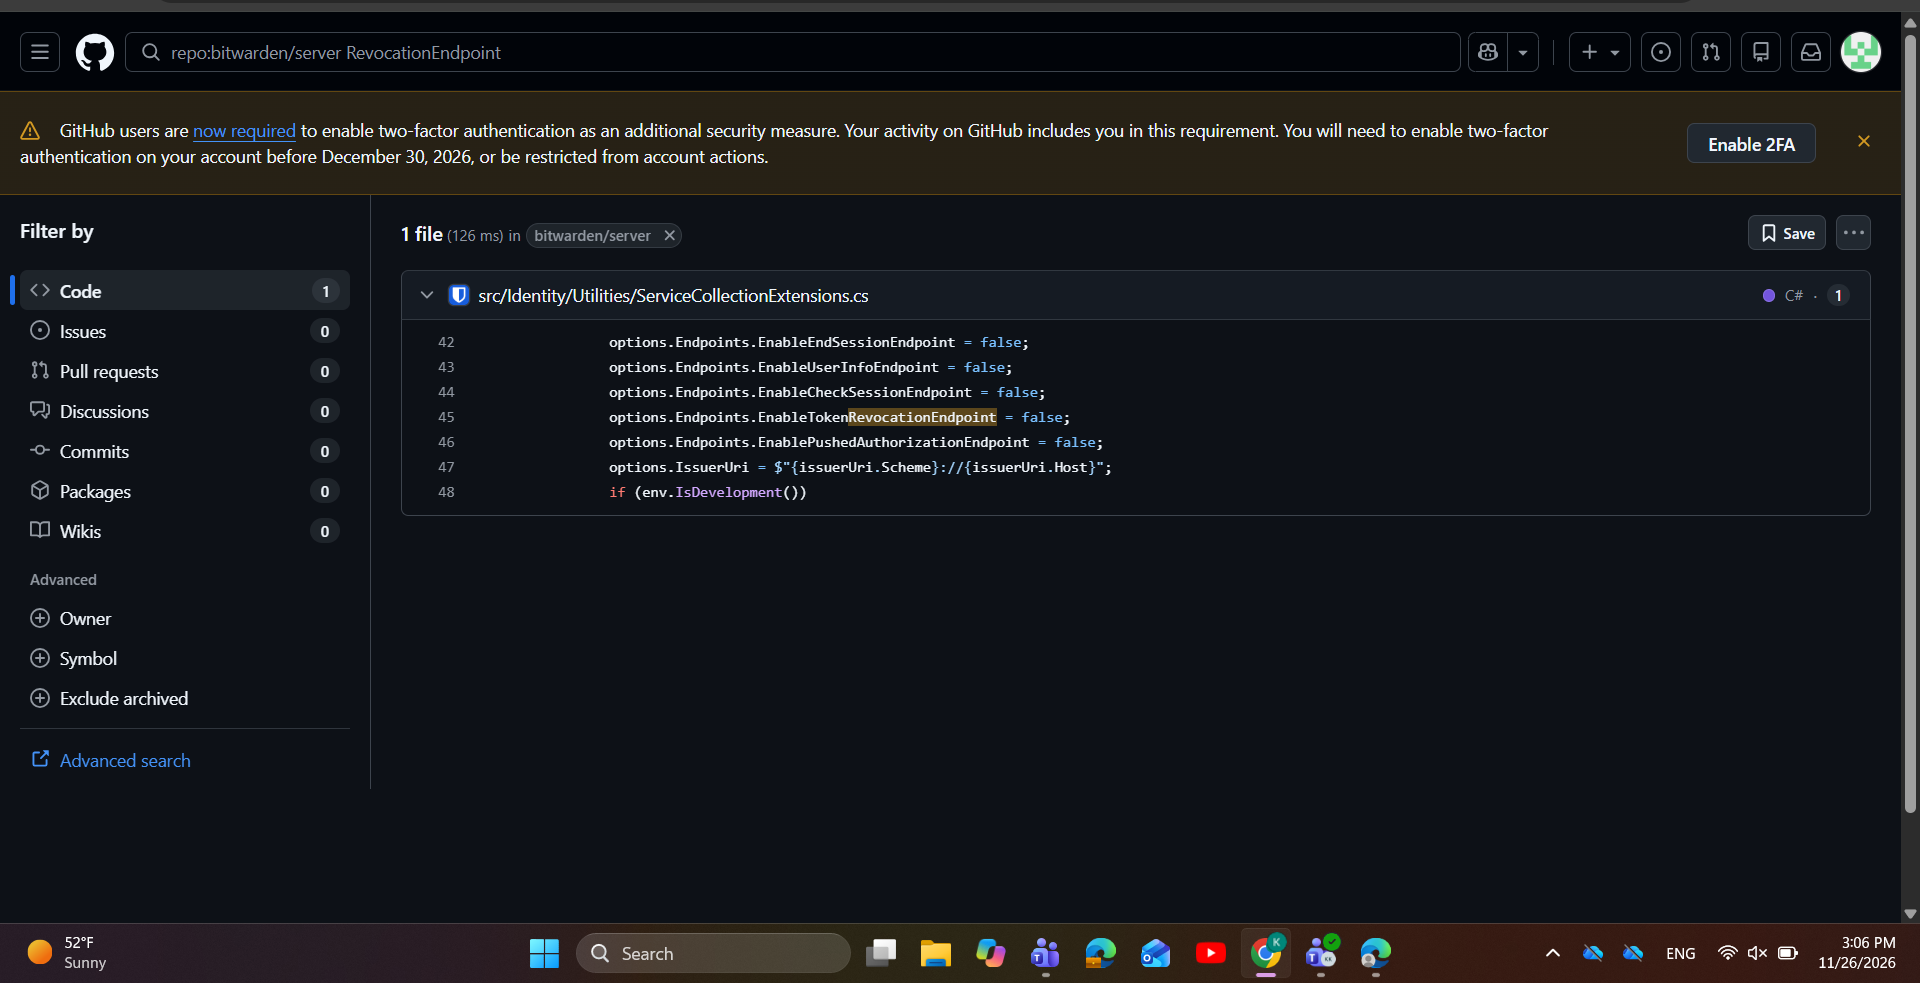 repo:bitwarden/server RevocationEndpoint
GitHub users are now required to enable two-factor authentication as an additional security measure. Your activity on GitHub includes you in this requirement. You will need to enable two-factor
authentication on your account before December 30, 2026, or be restricted from account actions.
Enable 2FA
Filter by
Code 1
Issues 0
Pull requests 0
Discussions 0
Commits 0
Packages 0
Wikis 0
Advanced
Owner
Symbol
Exclude archived
Advanced search
1 file (126 ms) in bitwarden/server
Save
src/Identity/Utilities/ServiceCollectionExtensions.cs
C# · 1
42 options.Endpoints.EnableEndSessionEndpoint = false;
43 options.Endpoints.EnableUserInfoEndpoint = false;
44 options.Endpoints.EnableCheckSessionEndpoint = false;
45 options.Endpoints.EnableTokenRevocationEndpoint = false;
46 options.Endpoints.EnablePushedAuthorizationEndpoint = false;
47 options.IssuerUri = $"{issuerUri.Scheme}://{issuerUri.Host}";
48 if (env.IsDevelopment())
52°F
Sunny
Search
K
ENG
3:06 PM
11/26/2026